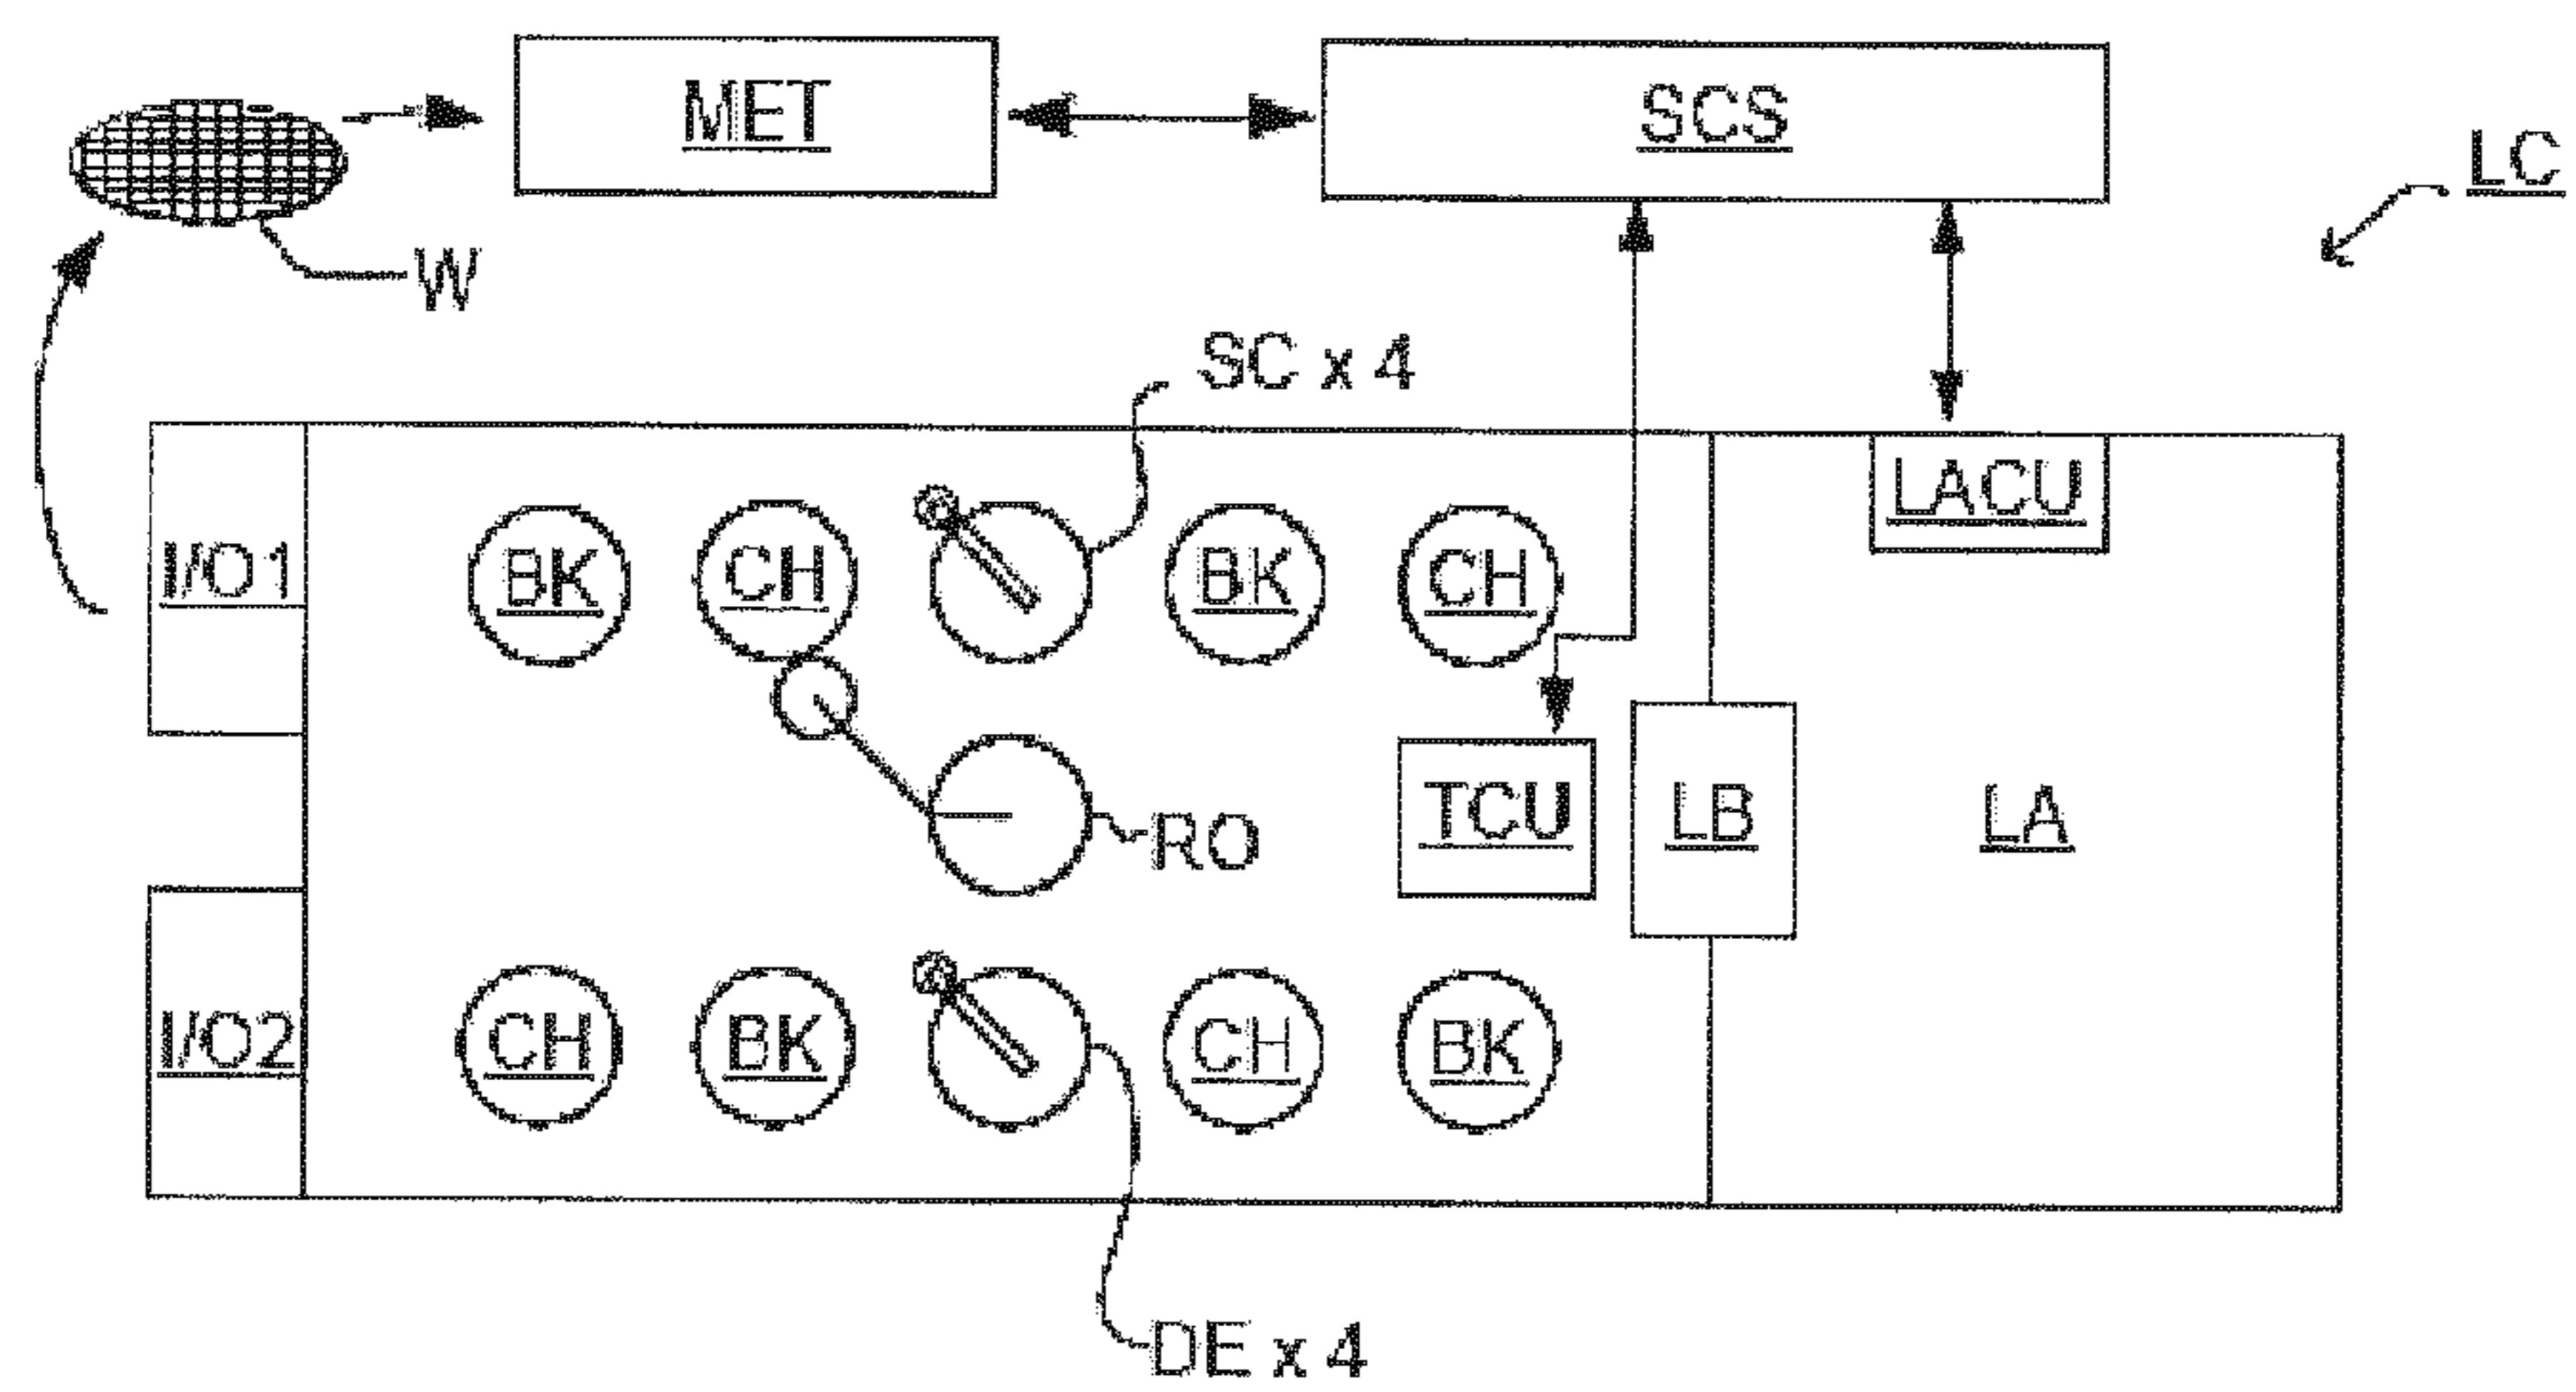 MET
SCS
LC
W
SC x 4
LACU
I/O1
BK
CH
BK
CH
TCU
LB
LA
RO
I/O2
CH
BK
CH
BK
DE x 4